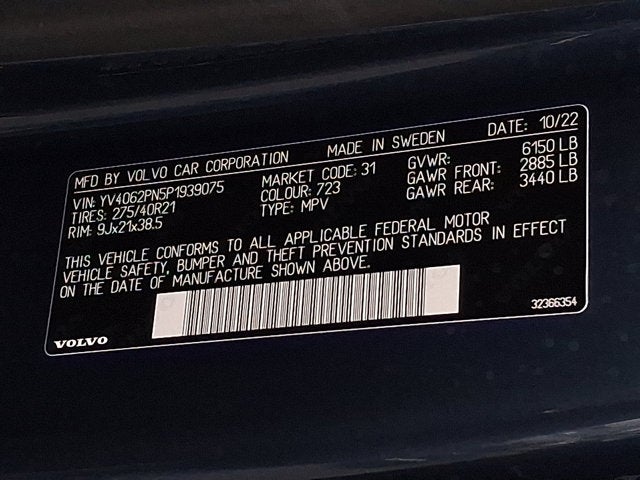 MFD BY VOLVO CAR CORPORATION MADE IN SWEDEN DATE: 10/22
VIN: YV4062PN5P1939075 MARKET CODE: 31 GVWR: 6150 LB
TIRES: 275/40R21 COLOUR: 723 GAWR FRONT: 2885 LB
RIM: 9Jx21x38.5 TYPE: MPV GAWR REAR: 3440 LB
THIS VEHICLE CONFORMS TO ALL APPLICABLE FEDERAL MOTOR
VEHICLE SAFETY, BUMPER AND THEFT PREVENTION STANDARDS IN EFFECT
ON THE DATE OF MANUFACTURE SHOWN ABOVE.
32366354
VOLVO